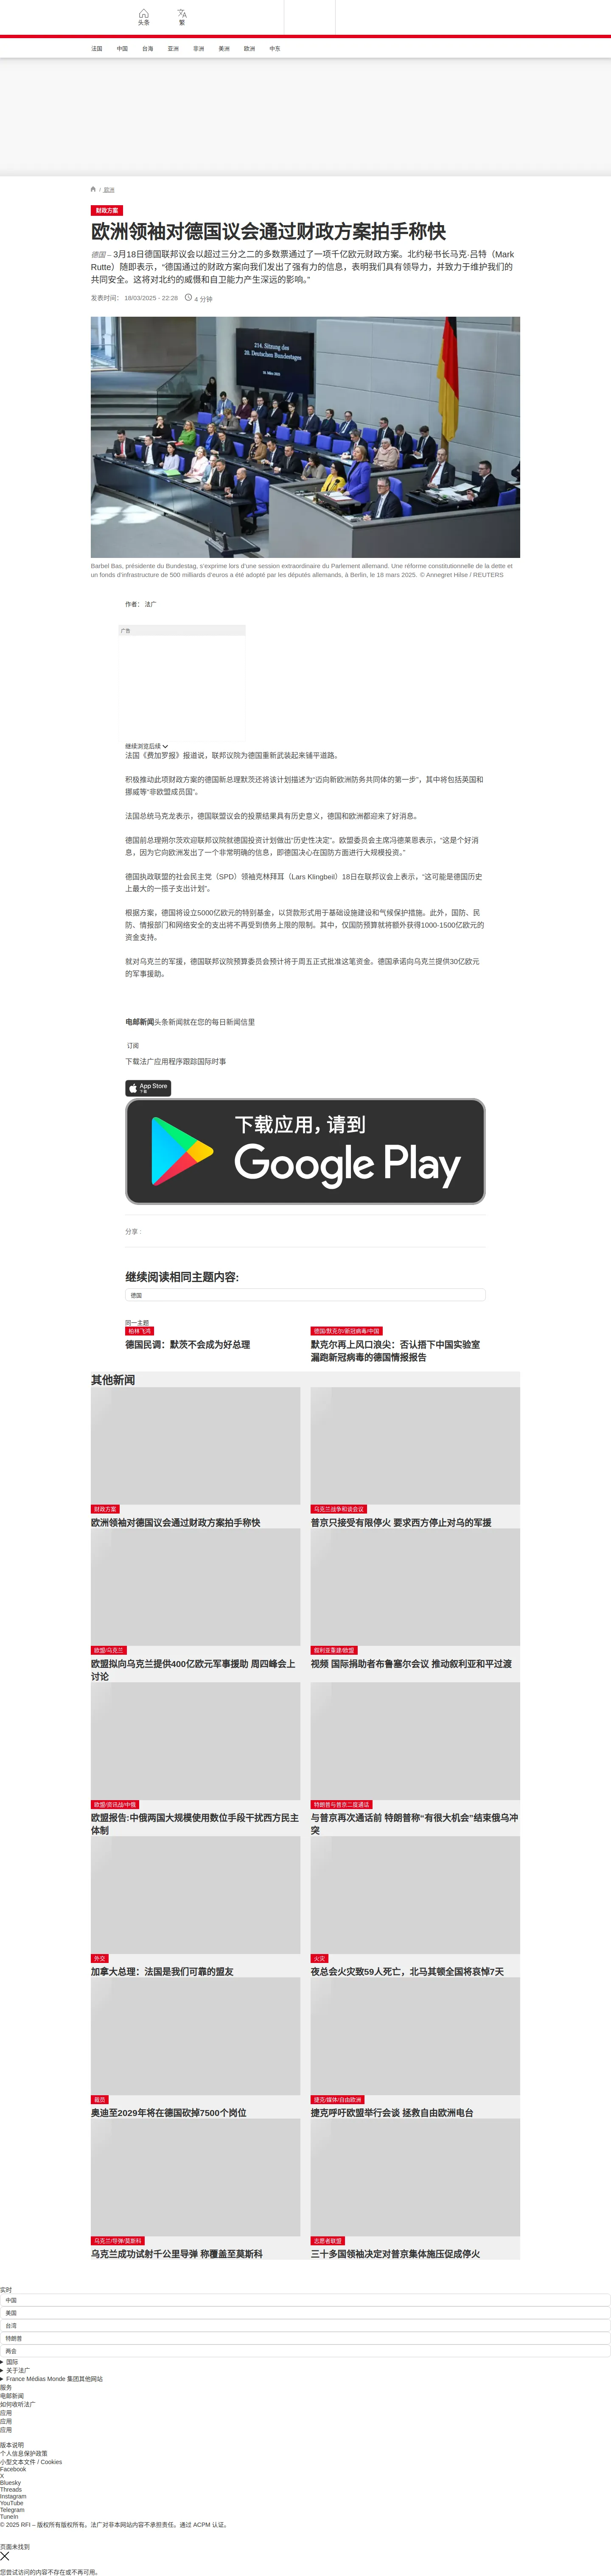 头条
繁
法国 中国 台海 亚洲 非洲 美洲 欧洲 中东
/ 欧洲
财政方案
欧洲领袖对德国议会通过财政方案拍手称快
德国 – 3月18日德国联邦议会以超过三分之二的多数票通过了一项千亿欧元财政方案。北约秘书长马克·吕特（Mark
Rutte）随即表示，“德国通过的财政方案向我们发出了强有力的信息，表明我们具有领导力，并致力于维护我们的
共同安全。这将对北约的威慑和自卫能力产生深远的影响。”
发表时间： 18/03/2025 - 22:28 4 分钟
214. Sitzung des
20. Deutschen Bundestages
Barbel Bas, présidente du Bundestag, s'exprime lors d'une session extraordinaire du Parlement allemand. Une réforme constitutionnelle de la dette et
un fonds d'infrastructure de 500 milliards d'euros a été adopté par les députés allemands, à Berlin, le 18 mars 2025. © Annegret Hilse / REUTERS
作者： 法广
广告
继续浏览后续
法国《费加罗报》报道说，联邦议院为德国重新武装起来铺平道路。
积极推动此项财政方案的德国新总理默茨还将该计划描述为“迈向新欧洲防务共同体的第一步”，其中将包括英国和
挪威等“非欧盟成员国”。
法国总统马克龙表示，德国联盟议会的投票结果具有历史意义，德国和欧洲都迎来了好消息。
德国前总理朔尔茨欢迎联邦议院就德国投资计划做出“历史性决定”。欧盟委员会主席冯德莱恩表示，“这是个好消
息，因为它向欧洲发出了一个非常明确的信息，即德国决心在国防方面进行大规模投资。”
德国执政联盟的社会民主党（SPD）领袖克林拜耳（Lars Klingbeil）18日在联邦议会上表示，“这可能是德国历史
上最大的一揽子支出计划”。
根据方案，德国将设立5000亿欧元的特别基金，以贷款形式用于基础设施建设和气候保护措施。此外，国防、民
防、情报部门和网络安全的支出将不再受到债务上限的限制。其中，仅国防预算就将额外获得1000-1500亿欧元的
资金支持。
就对乌克兰的军援，德国联邦议院预算委员会预计将于周五正式批准这笔资金。德国承诺向乌克兰提供30亿欧元
的军事援助。
电邮新闻头条新闻就在您的每日新闻信里
订阅
下载法广应用程序跟踪国际时事
App Store
下载
下载应用，请到
Google Play
分享 :
继续阅读相同主题内容:
德国
同一主题
柏林飞鸿
德国民调：默茨不会成为好总理
德国/默克尔/新冠病毒/中国
默克尔再上风口浪尖：否认捂下中国实验室
漏跑新冠病毒的德国情报报告
其他新闻
财政方案
欧洲领袖对德国议会通过财政方案拍手称快
乌克兰战争和谈会议
普京只接受有限停火 要求西方停止对乌的军援
欧盟/乌克兰
欧盟拟向乌克兰提供400亿欧元军事援助 周四峰会上
讨论
叙利亚重建/欧盟
视频 国际捐助者布鲁塞尔会议 推动叙利亚和平过渡
欧盟/资讯战/中俄
欧盟报告:中俄两国大规模使用数位手段干扰西方民主
体制
特朗普与普京二度通话
与普京再次通话前 特朗普称“有很大机会”结束俄乌冲
突
外交
加拿大总理：法国是我们可靠的盟友
火灾
夜总会火灾致59人死亡，北马其顿全国将哀悼7天
裁员
奥迪至2029年将在德国砍掉7500个岗位
捷克/媒体/自由欧洲
捷克呼吁欧盟举行会谈 拯救自由欧洲电台
乌克兰/导弹/莫斯科
乌克兰成功试射千公里导弹 称覆盖至莫斯科
志愿者联盟
三十多国领袖决定对普京集体施压促成停火
实时
中国
美国
台湾
特朗普
两会
国际
关于法广
France Médias Monde 集团其他网站
服务
电邮新闻
如何收听法广
应用
应用
应用
版本说明
个人信息保护政策
小型文本文件 / Cookies
Facebook
X
Bluesky
Threads
Instagram
YouTube
Telegram
TuneIn
© 2025 RFI – 版权所有版权所有。法广对非本网站内容不承担责任。通过 ACPM 认证。
页面未找到
您尝试访问的内容不存在或不再可用。